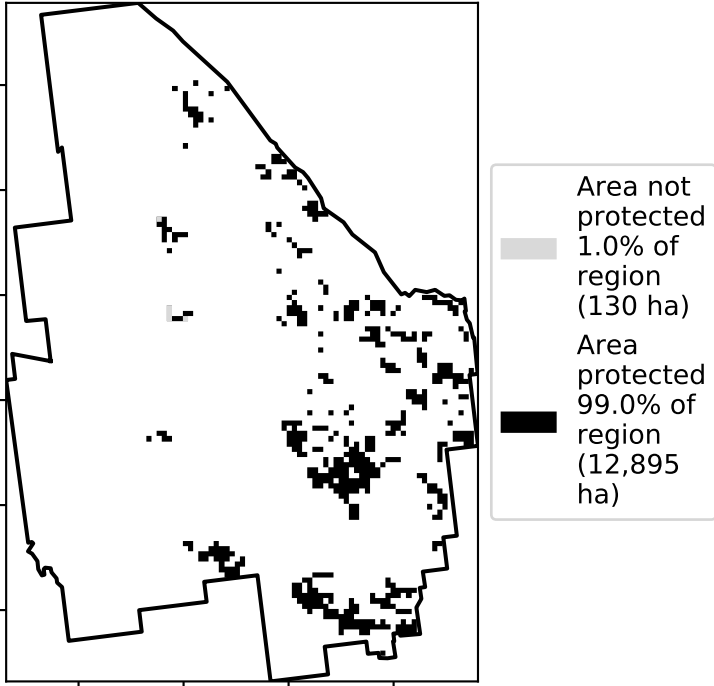 Area not
protected
1.0% of
region
(130 ha)
Area
protected
99.0% of
region
(12,895
ha)